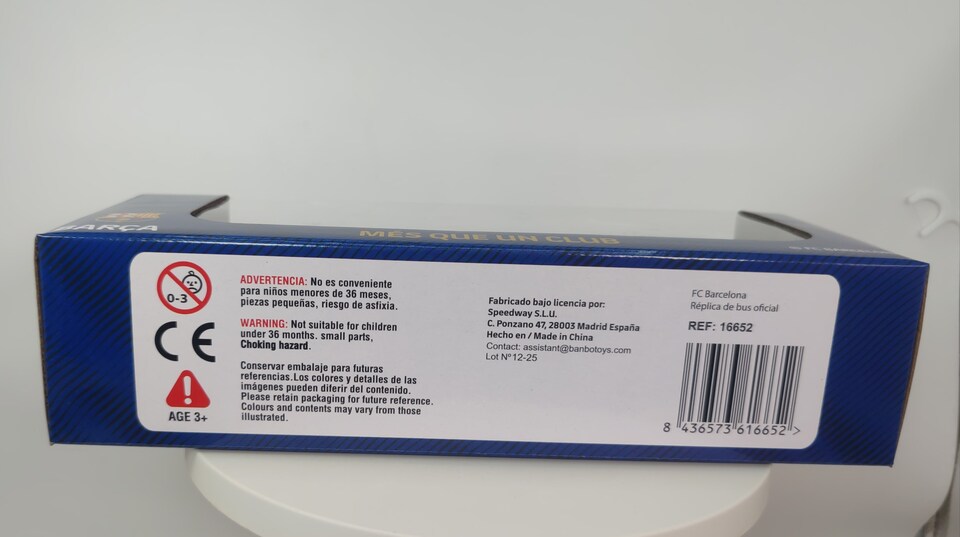 BARÇA
MÉS QUE UN CLUB
0-3
CE
AGE 3+
ADVERTENCIA: No es conveniente
para niños menores de 36 meses,
piezas pequeñas, riesgo de asfixia.
WARNING: Not suitable for children
under 36 months. small parts,
Choking hazard.
Conservar embalaje para futuras
referencias.Los colores y detalles de las
imágenes pueden diferir del contenido.
Please retain packaging for future reference.
Colours and contents may vary from those
illustrated.
Fabricado bajo licencia por:
Speedway S.L.U.
C. Ponzano 47, 28003 Madrid España
Hecho en / Made in China
Contact: assistant@banbotoys.com
Lot Nº12-25
FC Barcelona
Réplica de bus oficial
REF: 16652
8 436573 616652 >